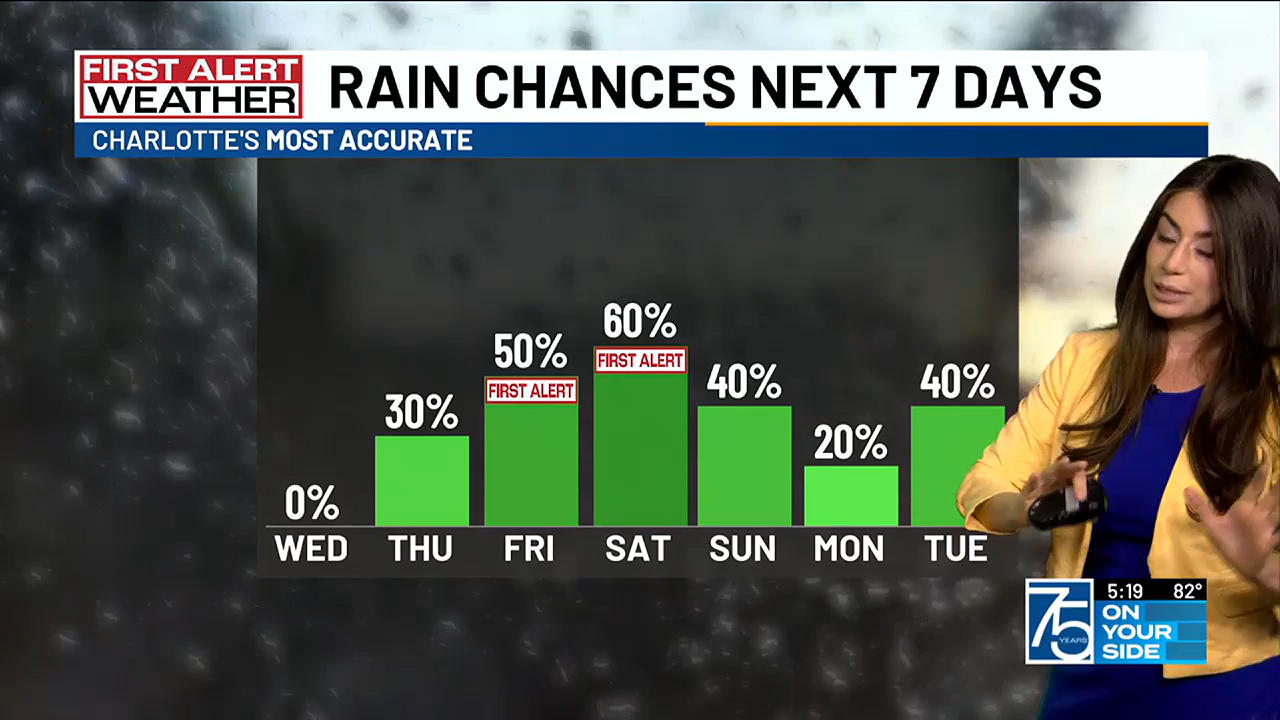 FIRST ALERT
WEATHER
RAIN CHANCES NEXT 7 DAYS
CHARLOTTE'S MOST ACCURATE
60%
FIRST ALERT
50%
FIRST ALERT
40%
40%
30%
20%
0%
WED THU FRI SAT SUN MON TUE
75
YEARS
5:19 82°
ON
YOUR
SIDE